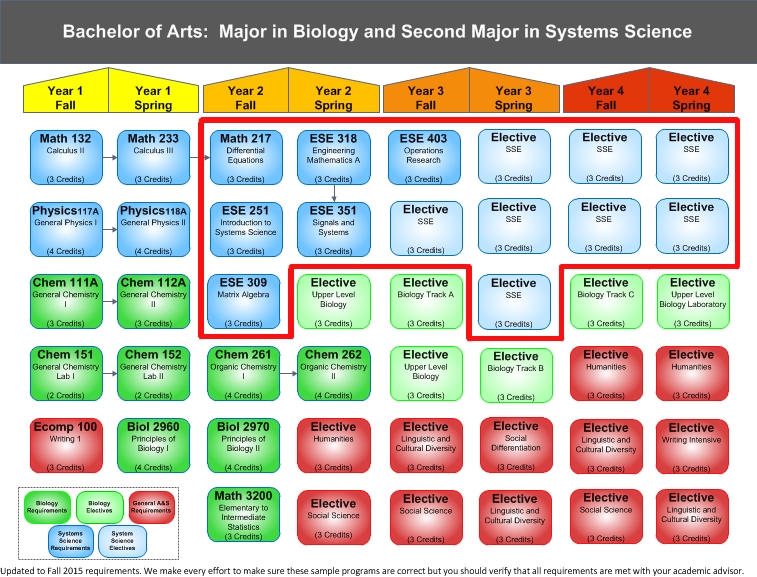 Bachelor of Arts: Major in Biology and Second Major in Systems Science
Year 1
Fall
Year 1
Spring
Year 2
Fall
Year 2
Spring
Year 3
Fall
Year 3
Spring
Year 4
Fall
Year 4
Spring
Math 132
Calculus II
(3 Credits)
Math 233
Calculus III
(3 Credits)
Math 217
Differential
Equations
(3 Credits)
ESE 318
Engineering
Mathematics A
(3 Credits)
ESE 403
Operations
Research
(3 Credits)
Elective
SSE
(3 Credits)
Elective
SSE
(3 Credits)
Elective
SSE
(3 Credits)
Physics117A
General Physics I
(4 Credits)
Physics118A
General Physics II
(4 Credits)
ESE 251
Introduction to
Systems Science
(3 Credits)
ESE 351
Signals and
Systems
(3 Credits)
Elective
SSE
(3 Credits)
Elective
SSE
(3 Credits)
Elective
SSE
(3 Credits)
Elective
SSE
(3 Credits)
Chem 111A
General Chemistry
I
(3 Credits)
Chem 112A
General Chemistry
II
(3 Credits)
ESE 309
Matrix Algebra
(3 Credits)
Elective
Upper Level
Biology
(3 Credits)
Elective
Biology Track A
(3 Credits)
Elective
SSE
(3 Credits)
Elective
Biology Track C
(3 Credits)
Elective
Upper Level
Biology Laboratory
(3 Credits)
Chem 151
General Chemistry
Lab I
(2 Credits)
Chem 152
General Chemistry
Lab II
(2 Credits)
Chem 261
Organic Chemistry
I
(4 Credits)
Chem 262
Organic Chemistry
II
(4 Credits)
Elective
Upper Level
Biology
(3 Credits)
Elective
Biology Track B
(3 Credits)
Elective
Humanities
(3 Credits)
Elective
Humanities
(3 Credits)
Ecomp 100
Writing 1
(3 Credits)
Biol 2960
Principles of
Biology I
(4 Credits)
Biol 2970
Principles of
Biology II
(4 Credits)
Elective
Humanities
(3 Credits)
Elective
Linguistic and
Cultural Diversity
(3 Credits)
Elective
Social
Differentiation
(3 Credits)
Elective
Linguistic and
Cultural Diversity
(3 Credits)
Elective
Writing Intensive
(3 Credits)
Math 3200
Elementary to
Intermediate
Statistics
(3 Credits)
Elective
Social Science
(3 Credits)
Elective
Social Science
(3 Credits)
Elective
Linguistic and
Cultural Diversity
(3 Credits)
Elective
Social Science
(3 Credits)
Elective
Linguistic and
Cultural Diversity
(3 Credits)
Biology
Requirements
Biology
Electives
General A&S
Requirements
Systems
Science
Requirements
System
Science
Electives
Updated to Fall 2015 requirements. We make every effort to make sure these sample programs are correct but you should verify that all requirements are met with your academic advisor.